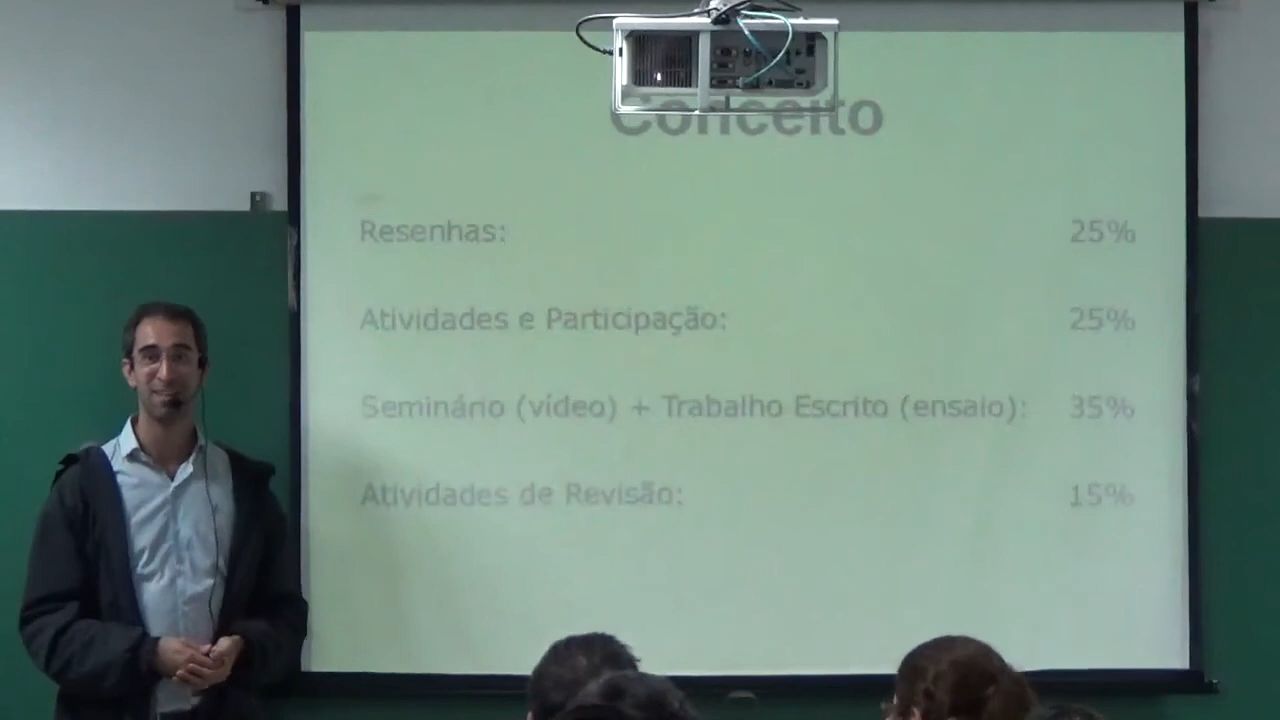 Conceito
Resenhas: 25%
Atividades e Participação: 25%
Seminário (vídeo) + Trabalho Escrito (ensaio): 35%
Atividades de Revisão: 15%